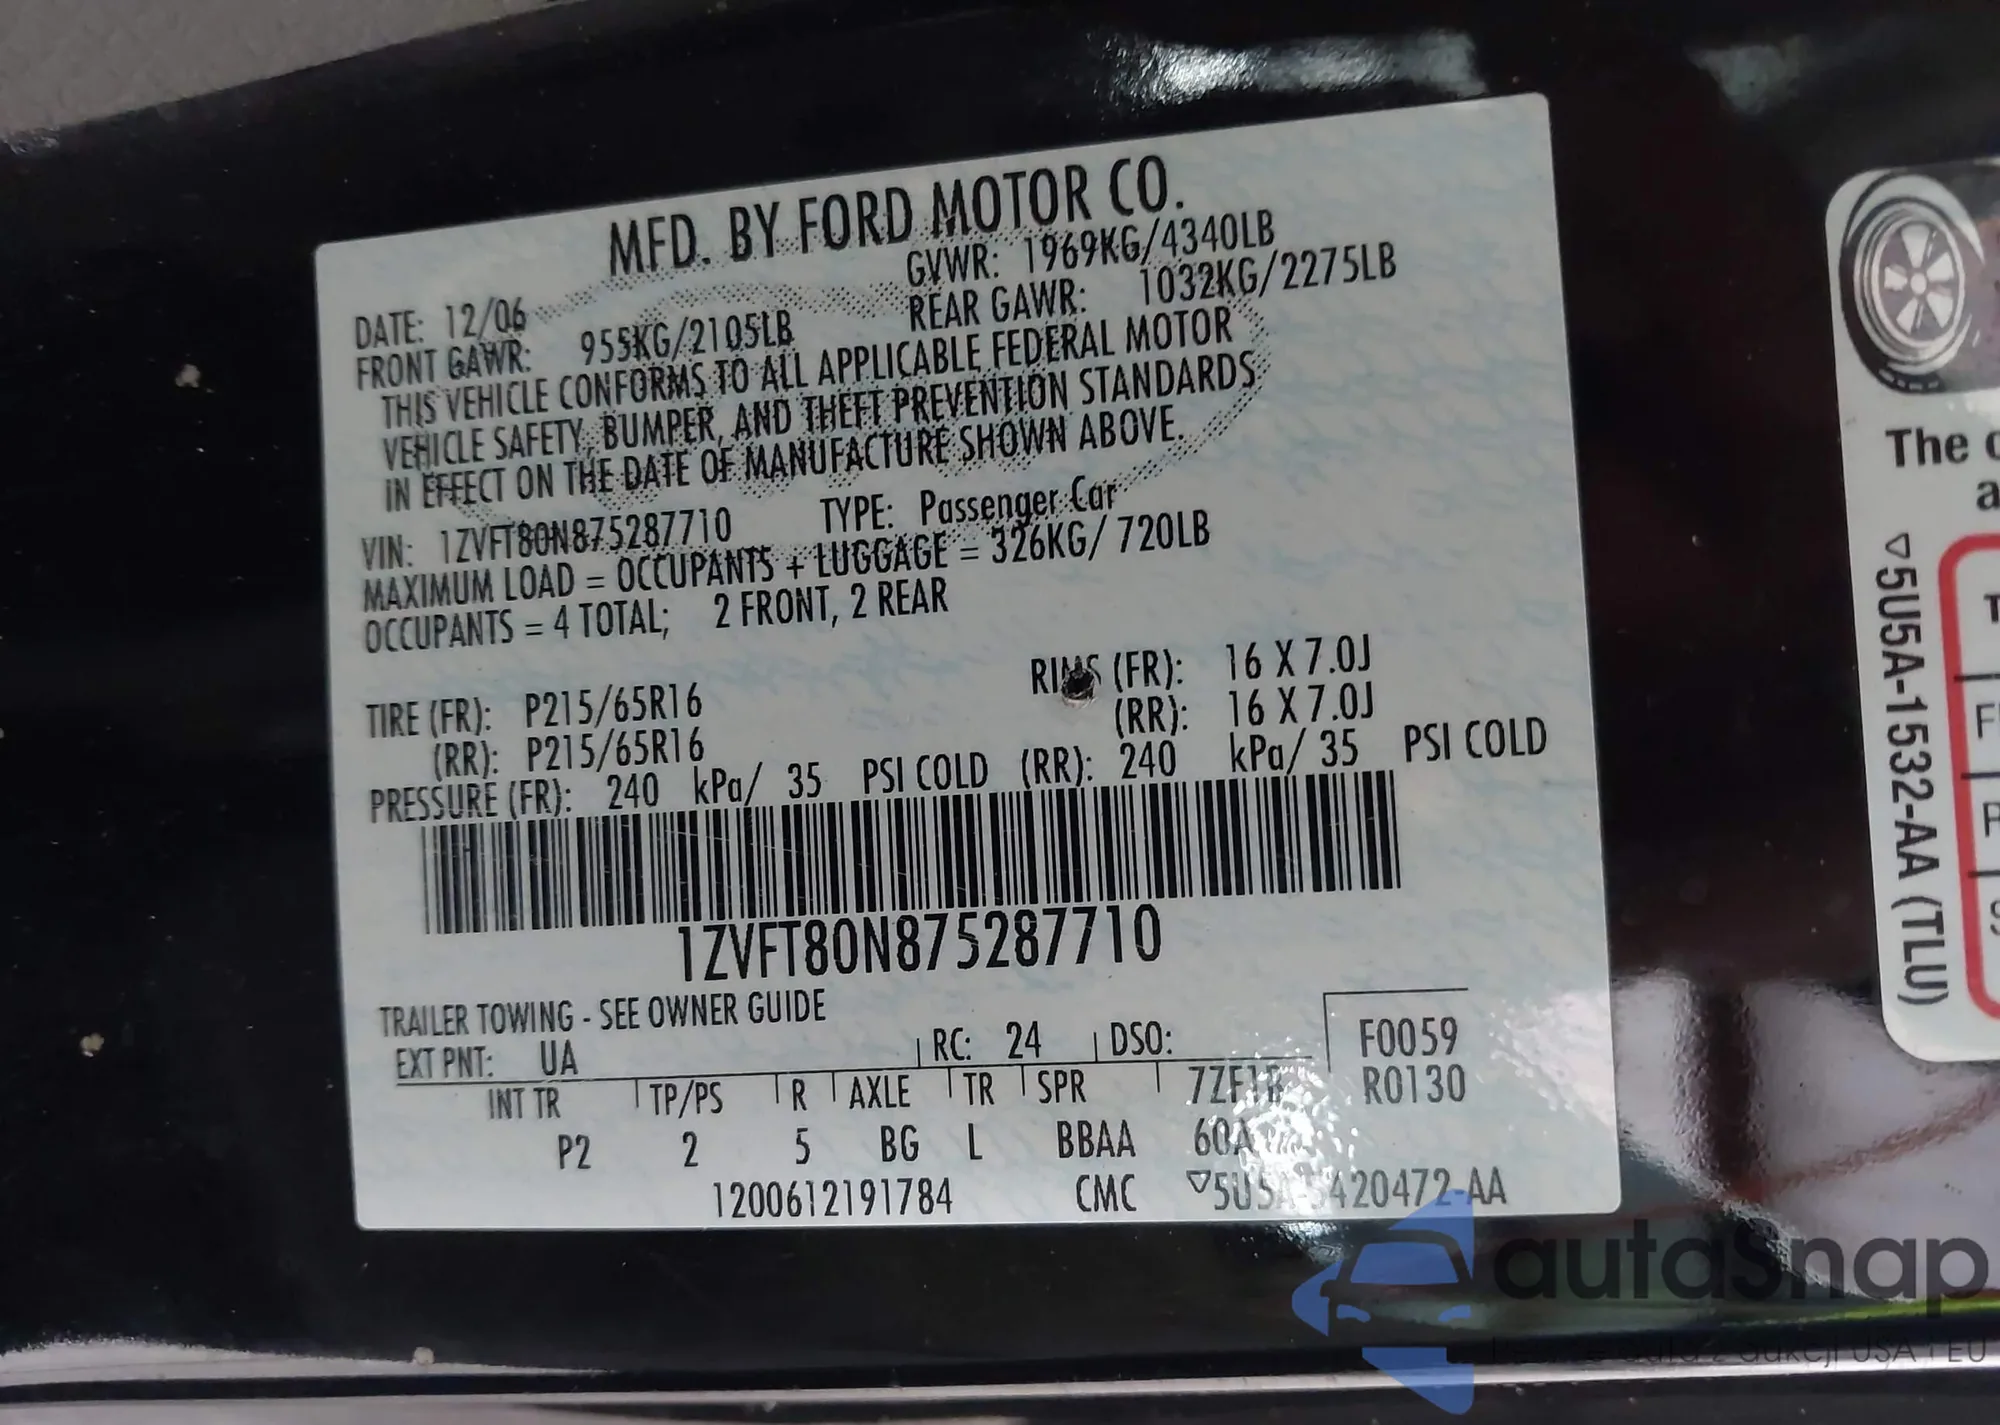 MFD. BY FORD MOTOR CO.
DATE: 12/06 GVWR: 1969KG/4340LB
FRONT GAWR: 955KG/2105LB REAR GAWR: 1032KG/2275LB
THIS VEHICLE CONFORMS TO ALL APPLICABLE FEDERAL MOTOR
VEHICLE SAFETY, BUMPER, AND THEFT PREVENTION STANDARDS
IN EFFECT ON THE DATE OF MANUFACTURE SHOWN ABOVE.
VIN: 1ZVFT80N875287710 TYPE: Passenger Car
MAXIMUM LOAD = OCCUPANTS + LUGGAGE = 326KG/ 720LB
OCCUPANTS = 4 TOTAL; 2 FRONT, 2 REAR
TIRE (FR): P215/65R16 RIMS (FR): 16 X 7.0J
(RR): P215/65R16 (RR): 16 X 7.0J
PRESSURE (FR): 240 kPa/ 35 PSI COLD (RR): 240 kPa/ 35 PSI COLD
1ZVFT80N875287710
TRAILER TOWING - SEE OWNER GUIDE
EXT PNT: UA RC: 24 DSO: F0059
INT TR TP/PS R AXLE TR SPR R0130
P2 2 5 BG L BBAA
1200612191784 CMC
The
▽5U5A-1532-AA (TLU)
autaSnap